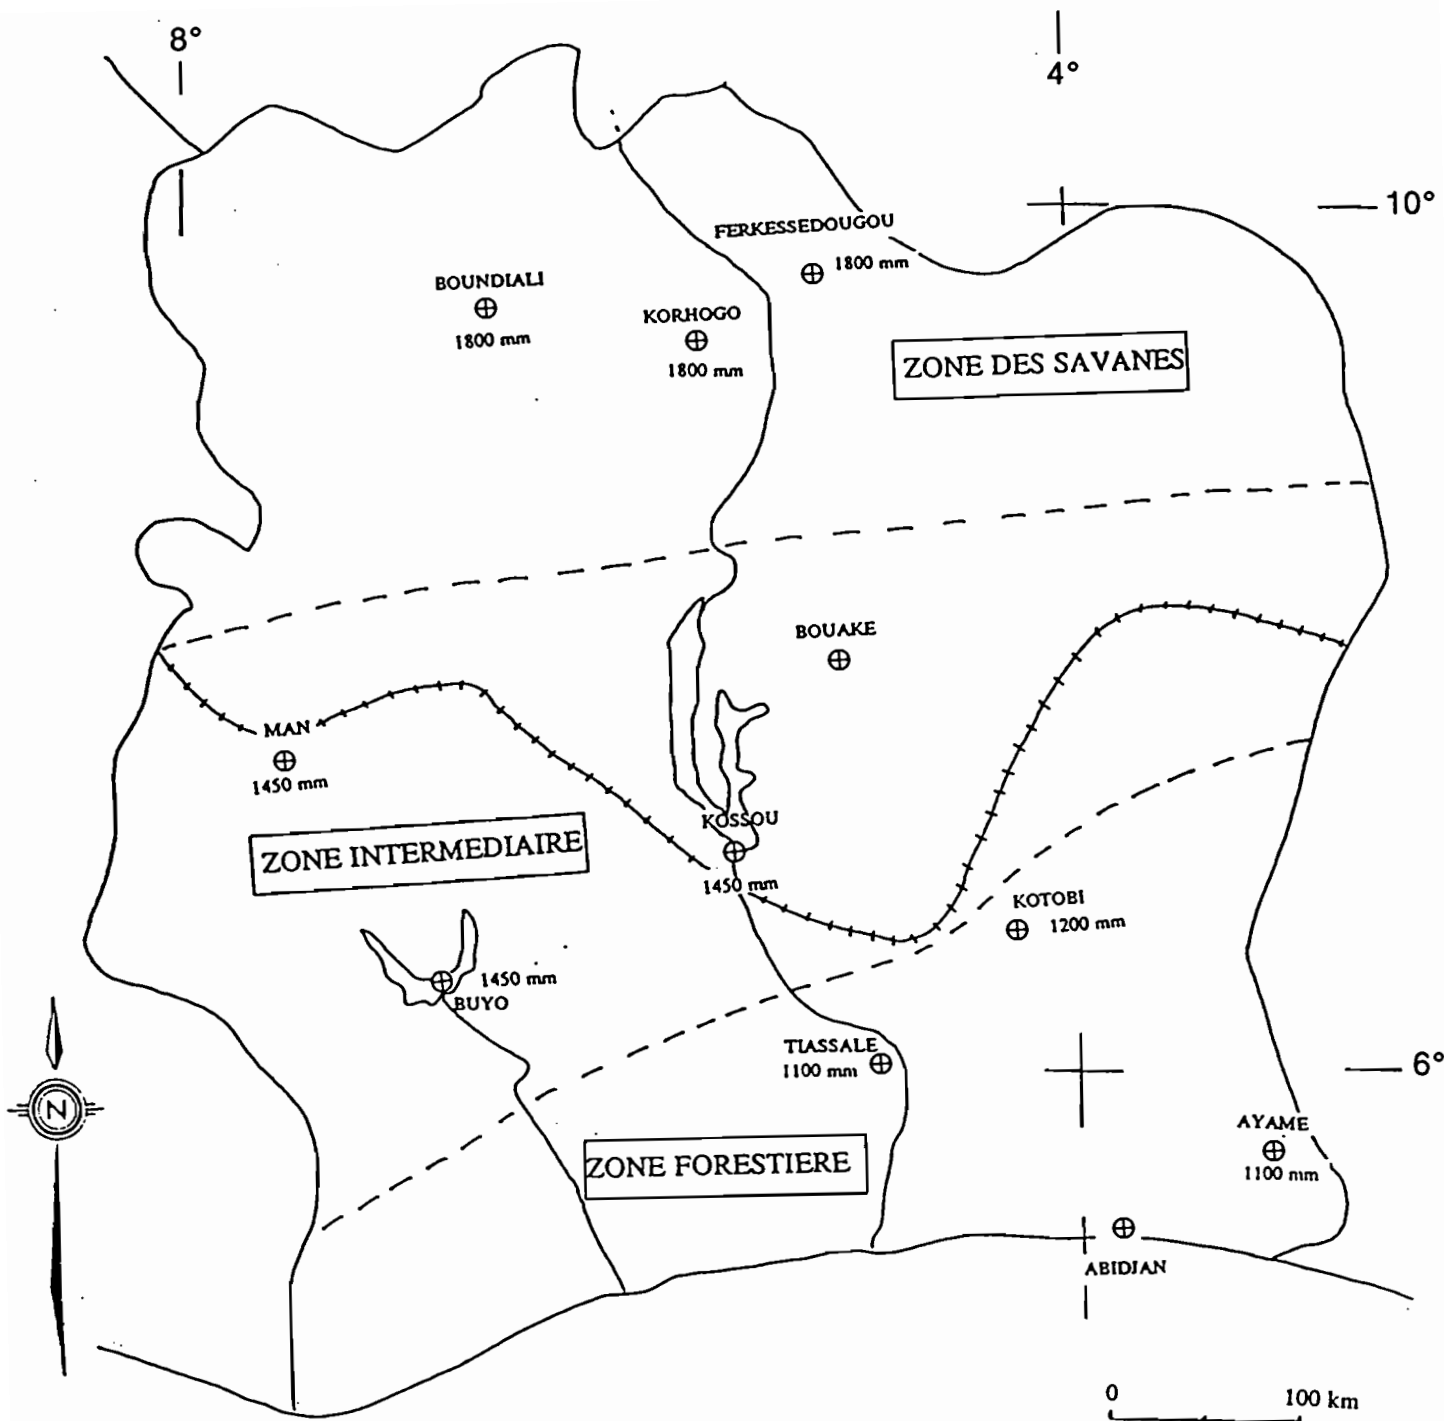 8°
4°
10°
FERKESSEDOUGOU
1800 mm
BOUNDIALI
1800 mm
KORHOGO
1800 mm
ZONE DES SAVANES
BOUAKE
MAN
1450 mm
KOSSOU
1450 mm
ZONE INTERMEDIAIRE
KOTOBI
1200 mm
1450 mm
BUYO
TIASSALE
1100 mm
6°
N
AYAME
1100 mm
ZONE FORESTIERE
ABIDJAN
0 100 km